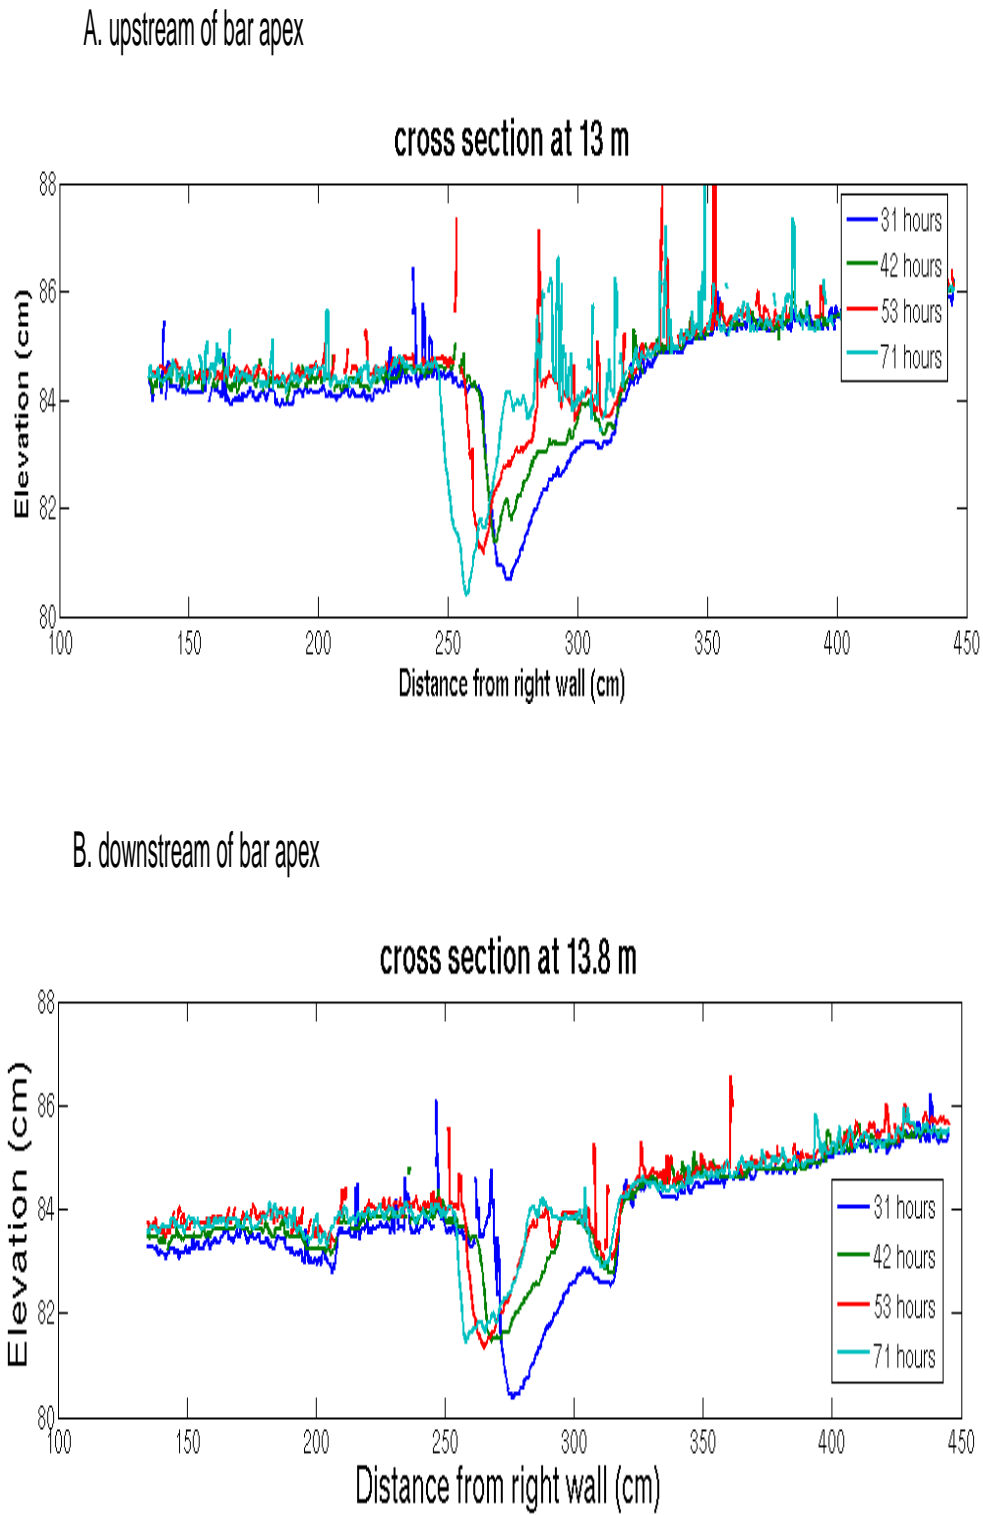 A. upstream of bar apex
cross section at 13 m
88
86
84
82
80
Elevation (cm)
31 hours
42 hours
53 hours
71 hours
100 150 200 250 300 350 400 450
Distance from right wall (cm)
B. downstream of bar apex
cross section at 13.8 m
88
86
84
82
80
Elevation (cm)
31 hours
42 hours
53 hours
71 hours
100 150 200 250 300 350 400 450
Distance from right wall (cm)